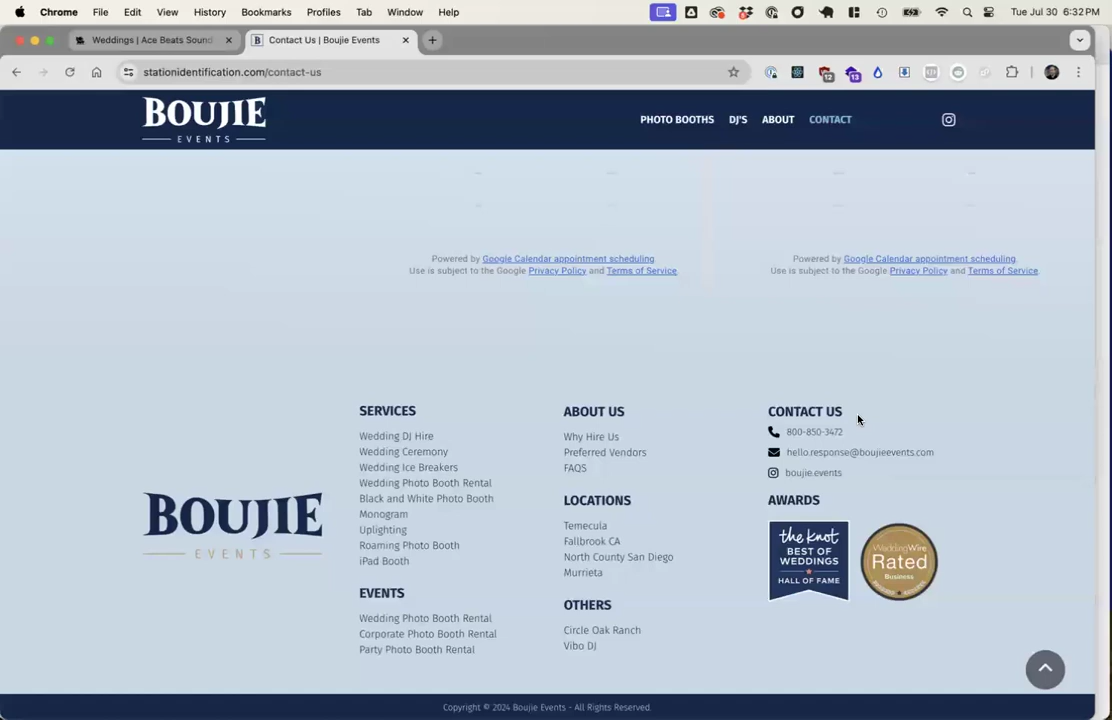 Chrome File Edit View History Bookmarks Profiles Tab Window Help Tue Jul 30 6:32 PM
Weddings | Ace Beats Sound
Contact Us | Boujie Events
stationidentification.com/contact-us
12
13
BOUJIE
EVENTS
PHOTO BOOTHS DJ'S ABOUT CONTACT
Powered by Google Calendar appointment scheduling
Use is subject to the Google Privacy Policy and Terms of Service.
Powered by Google Calendar appointment scheduling
Use is subject to the Google Privacy Policy and Terms of Service.
BOUJIE
EVENTS
SERVICES
Wedding DJ Hire
Wedding Ceremony
Wedding Ice Breakers
Wedding Photo Booth Rental
Black and White Photo Booth
Monogram
Uplighting
Roaming Photo Booth
iPad Booth
EVENTS
Wedding Photo Booth Rental
Corporate Photo Booth Rental
Party Photo Booth Rental
ABOUT US
Why Hire Us
Preferred Vendors
FAQS
LOCATIONS
Temecula
Fallbrook CA
North County San Diego
Murrieta
OTHERS
Circle Oak Ranch
Vibo DJ
CONTACT US
800-850-3472
hello.response@boujieevents.com
boujie.events
AWARDS
the knot
BEST OF
WEDDINGS
HALL OF FAME
WeddingWire
Rated
Business
Copyright © 2024 Boujie Events - All Rights Reserved.